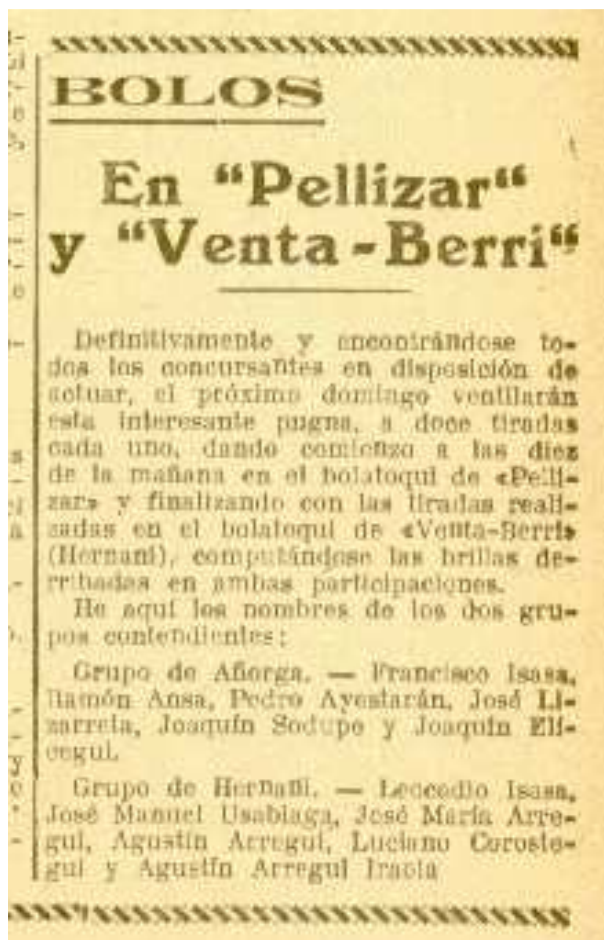 BOLOS
En "Pellizar"
y "Venta-Berri"
Definitivamente y encontrándose to-
dos los concursantes en disposición de
actuar, el próximo domingo ventilarán
esta interesante pugna, a doce tiradas
cada uno, dando comienzo a las diez
de la mañana en el bolatoqui de «Pelli-
zar» y finalizando con las tiradas reali-
zadas en el bolatoqui de «Venta-Berri»
(Hernani), computándose las brillas de-
rribadas en ambas participaciones.
He aquí los nombres de los dos gru-
pos contendientes:
Grupo de Añorga. — Francisco Isasa,
Ramón Ansa, Pedro Ayestarán, José Li-
zarreta, Joaquín Sodupe y Joaquín Eli-
cegui.
Grupo de Hernani. — Leocadio Isasa,
José Manuel Usabiaga, José María Arre-
gui, Agustín Arregui, Luciano Coroste-
gui y Agustín Arregui Iraola